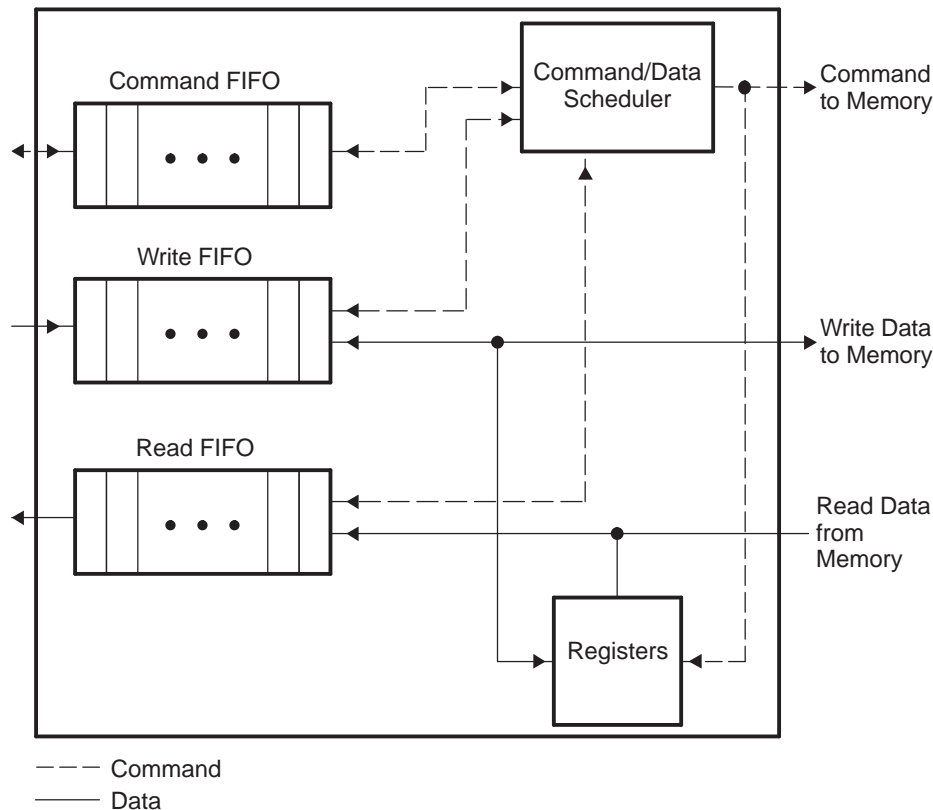 Command FIFO
Command/Data
Scheduler
Command
to Memory
Write FIFO
Write Data
to Memory
Read FIFO
Read Data
from
Memory
Registers
Command
Data